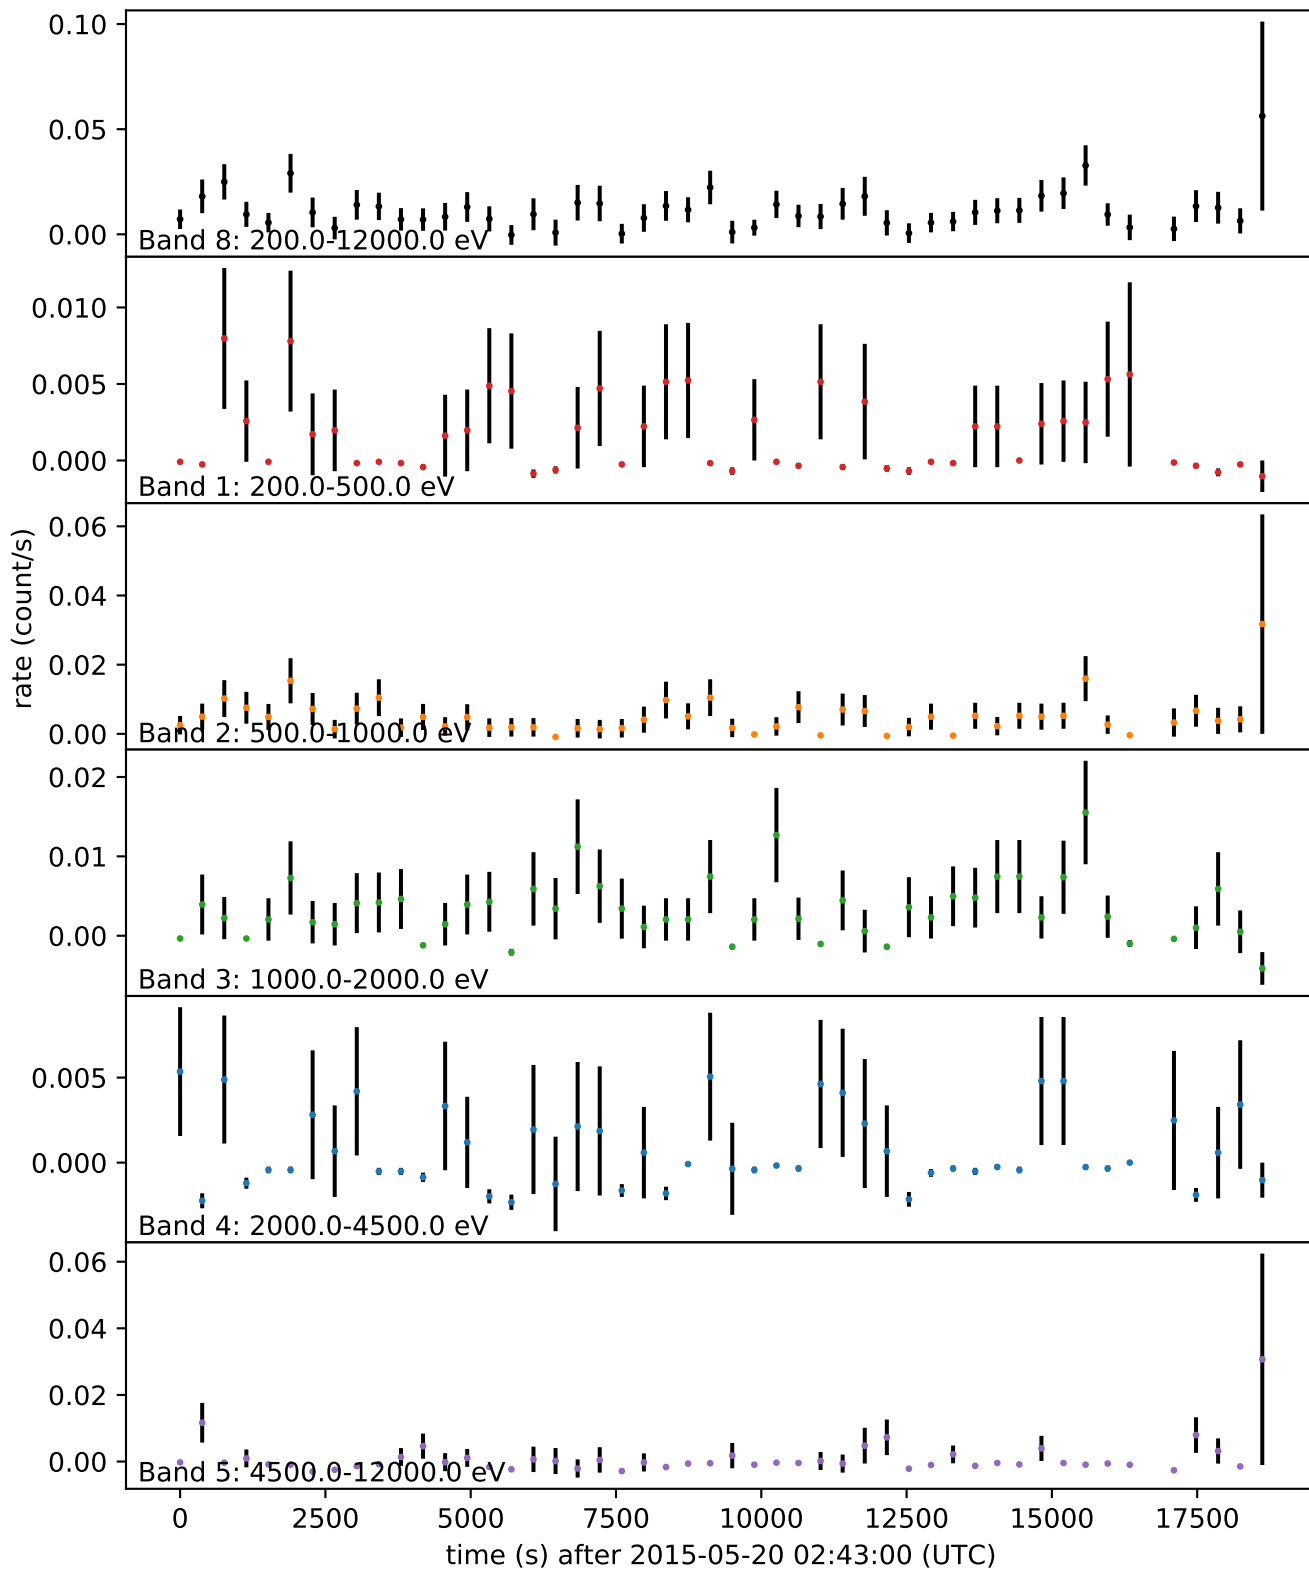 0.10
0.05
0.00
Band 8: 200.0-12000.0 eV
0.010
0.005
0.000
Band 1: 200.0-500.0 eV
rate (count/s)
0.06
0.04
0.02
0.00
Band 2: 500.0-1000.0 eV
0.02
0.01
0.00
Band 3: 1000.0-2000.0 eV
0.005
0.000
Band 4: 2000.0-4500.0 eV
0.06
0.04
0.02
0.00
Band 5: 4500.0-12000.0 eV
0 2500 5000 7500 10000 12500 15000 17500
time (s) after 2015-05-20 02:43:00 (UTC)